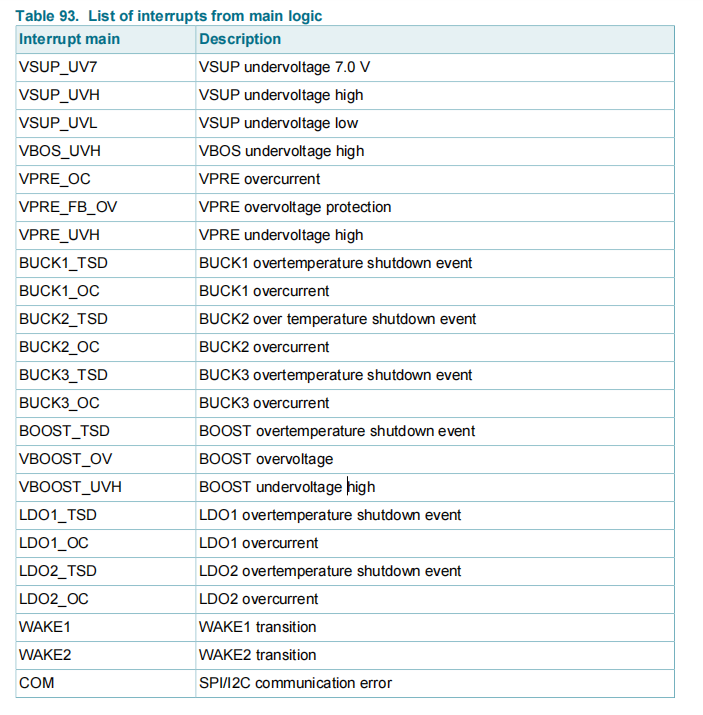 Table 93. List of interrupts from main logic
Interrupt main Description
VSUP_UV7 VSUP undervoltage 7.0 V
VSUP_UVH VSUP undervoltage high
VSUP_UVL VSUP undervoltage low
VBOS_UVH VBOS undervoltage high
VPRE_OC VPRE overcurrent
VPRE_FB_OV VPRE overvoltage protection
VPRE_UVH VPRE undervoltage high
BUCK1_TSD BUCK1 overtemperature shutdown event
BUCK1_OC BUCK1 overcurrent
BUCK2_TSD BUCK2 over temperature shutdown event
BUCK2_OC BUCK2 overcurrent
BUCK3_TSD BUCK3 overtemperature shutdown event
BUCK3_OC BUCK3 overcurrent
BOOST_TSD BOOST overtemperature shutdown event
VBOOST_OV BOOST overvoltage
VBOOST_UVH BOOST undervoltage high
LDO1_TSD LDO1 overtemperature shutdown event
LDO1_OC LDO1 overcurrent
LDO2_TSD LDO2 overtemperature shutdown event
LDO2_OC LDO2 overcurrent
WAKE1 WAKE1 transition
WAKE2 WAKE2 transition
COM SPI/I2C communication error